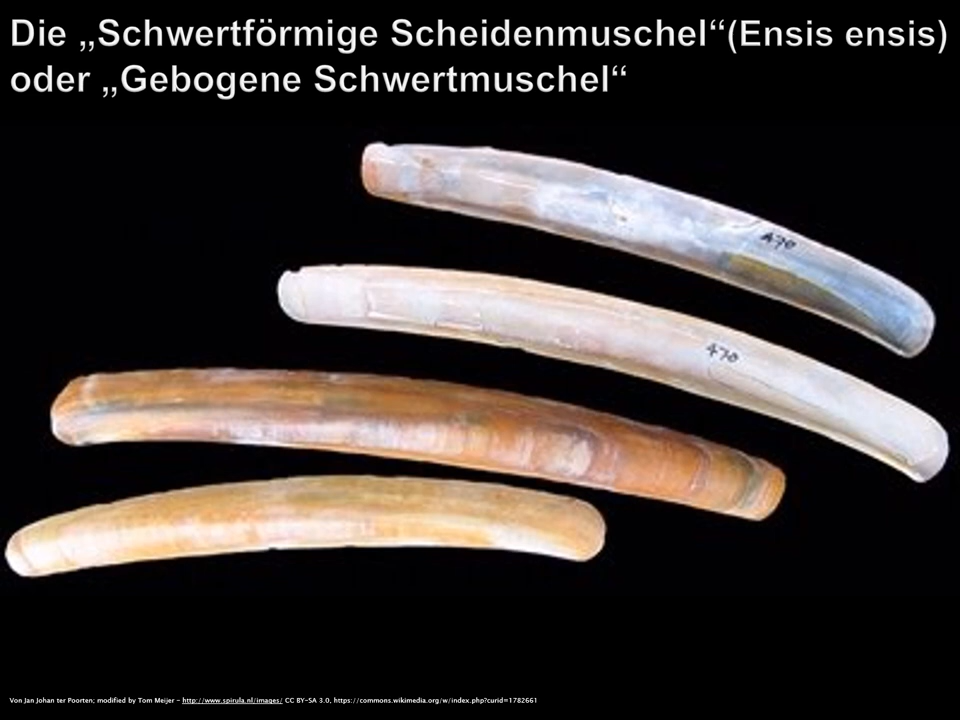 Die „Schwertförmige Scheidenmuschel“(Ensis ensis)
oder „Gebogene Schwertmuschel“
470
470
Von Jan Johan ter Poorten; modified by Tom Meijer - http://www.spirula.nl/images/ CC BY-SA 3.0, https://commons.wikimedia.org/w/index.php?curid=1782661